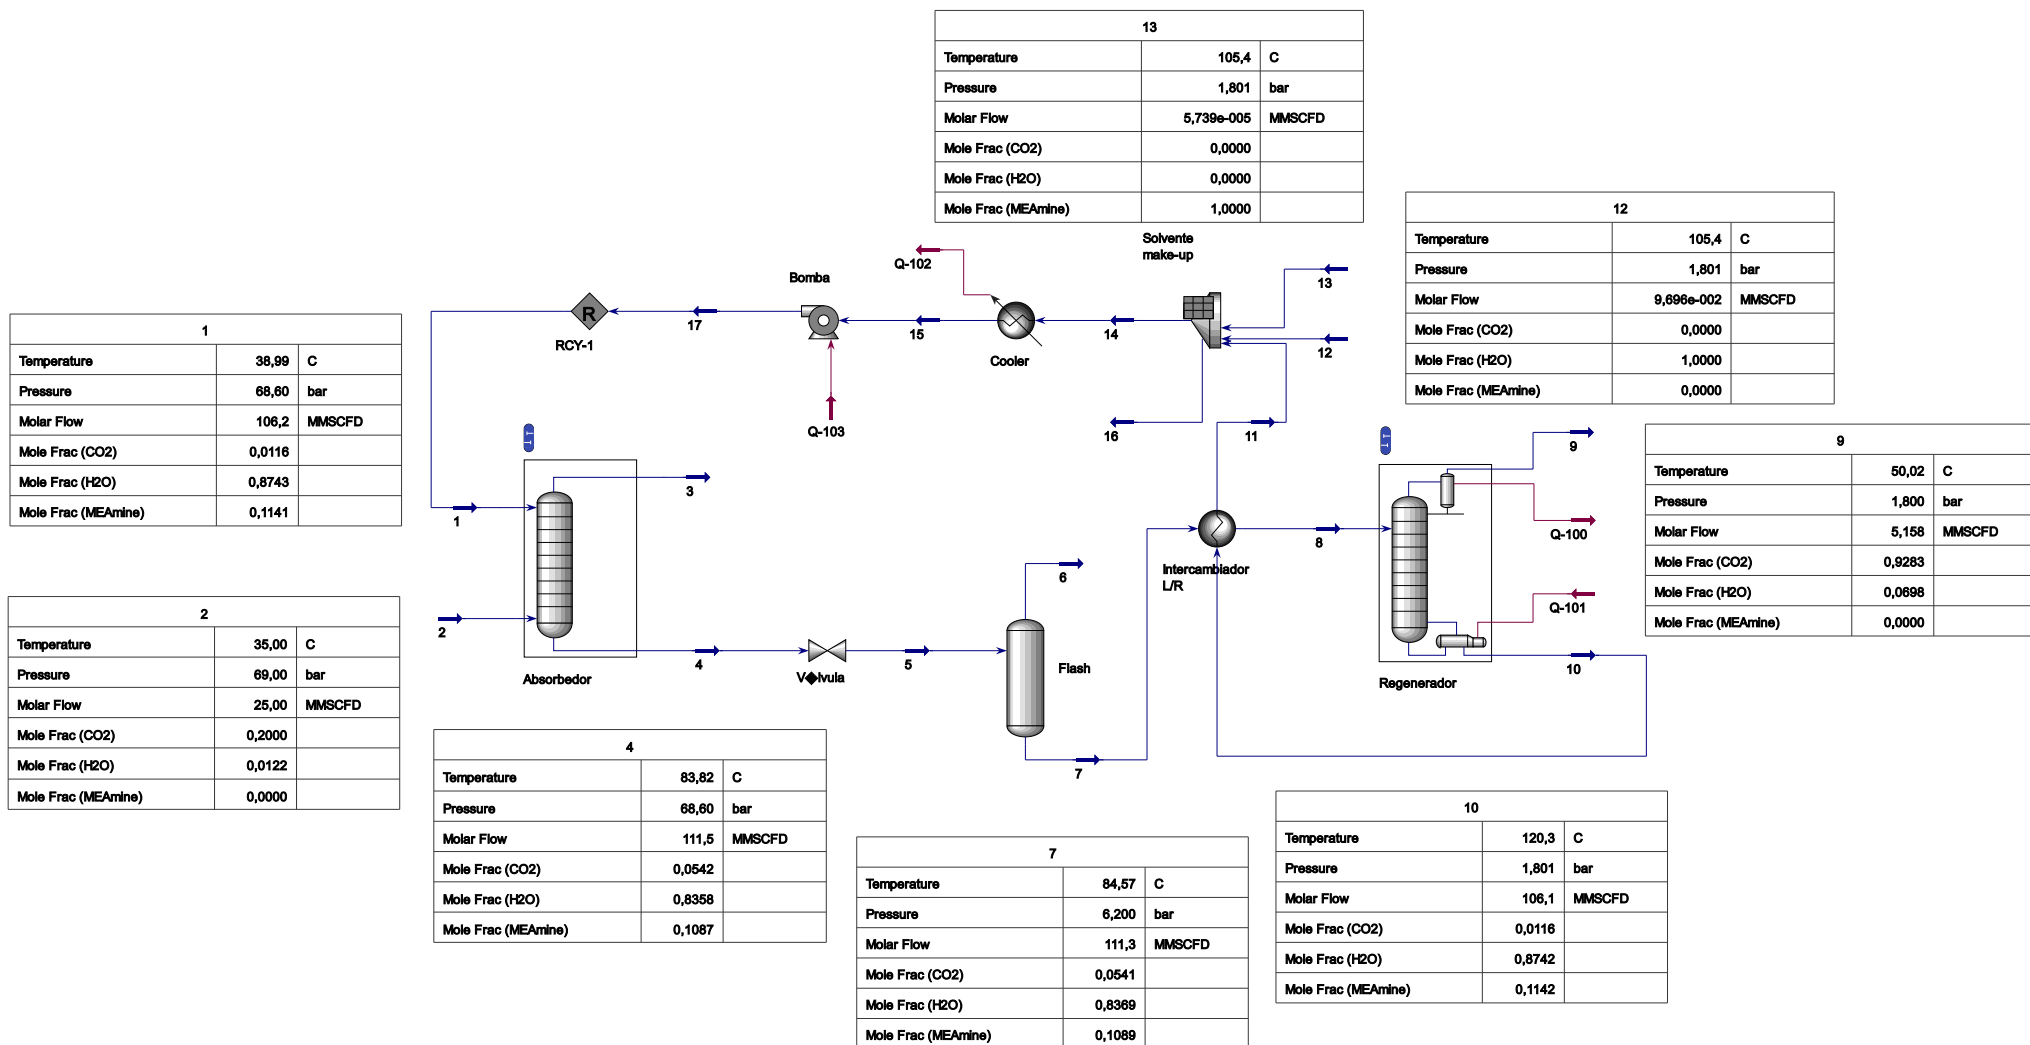 13
Temperature 105,4 C
Pressure 1,801 bar
Molar Flow 5,739e-005 MMSCFD
Mole Frac (CO2) 0,0000
Mole Frac (H2O) 0,0000
Mole Frac (MEAmine) 1,0000
12
Temperature 105,4 C
Pressure 1,801 bar
Molar Flow 9,696e-002 MMSCFD
Mole Frac (CO2) 0,0000
Mole Frac (H2O) 1,0000
Mole Frac (MEAmine) 0,0000
Solvente
make-up
Q-102
Bomba
13
R
17
15
14
12
RCY-1
Cooler
Q-103
16
11
1
Temperature 38,99 C
Pressure 68,60 bar
Molar Flow 106,2 MMSCFD
Mole Frac (CO2) 0,0116
Mole Frac (H2O) 0,8743
Mole Frac (MEAmine) 0,1141
9
9
Temperature 50,02 C
Pressure 1,800 bar
Molar Flow 5,158 MMSCFD
Mole Frac (CO2) 0,9283
Mole Frac (H2O) 0,0698
Mole Frac (MEAmine) 0,0000
3
1
8
Q-100
Intercambiador
L/R
6
Q-101
2
2
Temperature 35,00 C
Pressure 69,00 bar
Molar Flow 25,00 MMSCFD
Mole Frac (CO2) 0,2000
Mole Frac (H2O) 0,0122
Mole Frac (MEAmine) 0,0000
4
5
10
Absorbedor
V�lvula
Flash
Regenerador
7
4
Temperature 83,82 C
Pressure 68,60 bar
Molar Flow 111,5 MMSCFD
Mole Frac (CO2) 0,0542
Mole Frac (H2O) 0,8358
Mole Frac (MEAmine) 0,1087
7
Temperature 84,57 C
Pressure 6,200 bar
Molar Flow 111,3 MMSCFD
Mole Frac (CO2) 0,0541
Mole Frac (H2O) 0,8369
Mole Frac (MEAmine) 0,1089
10
Temperature 120,3 C
Pressure 1,801 bar
Molar Flow 106,1 MMSCFD
Mole Frac (CO2) 0,0116
Mole Frac (H2O) 0,8742
Mole Frac (MEAmine) 0,1142